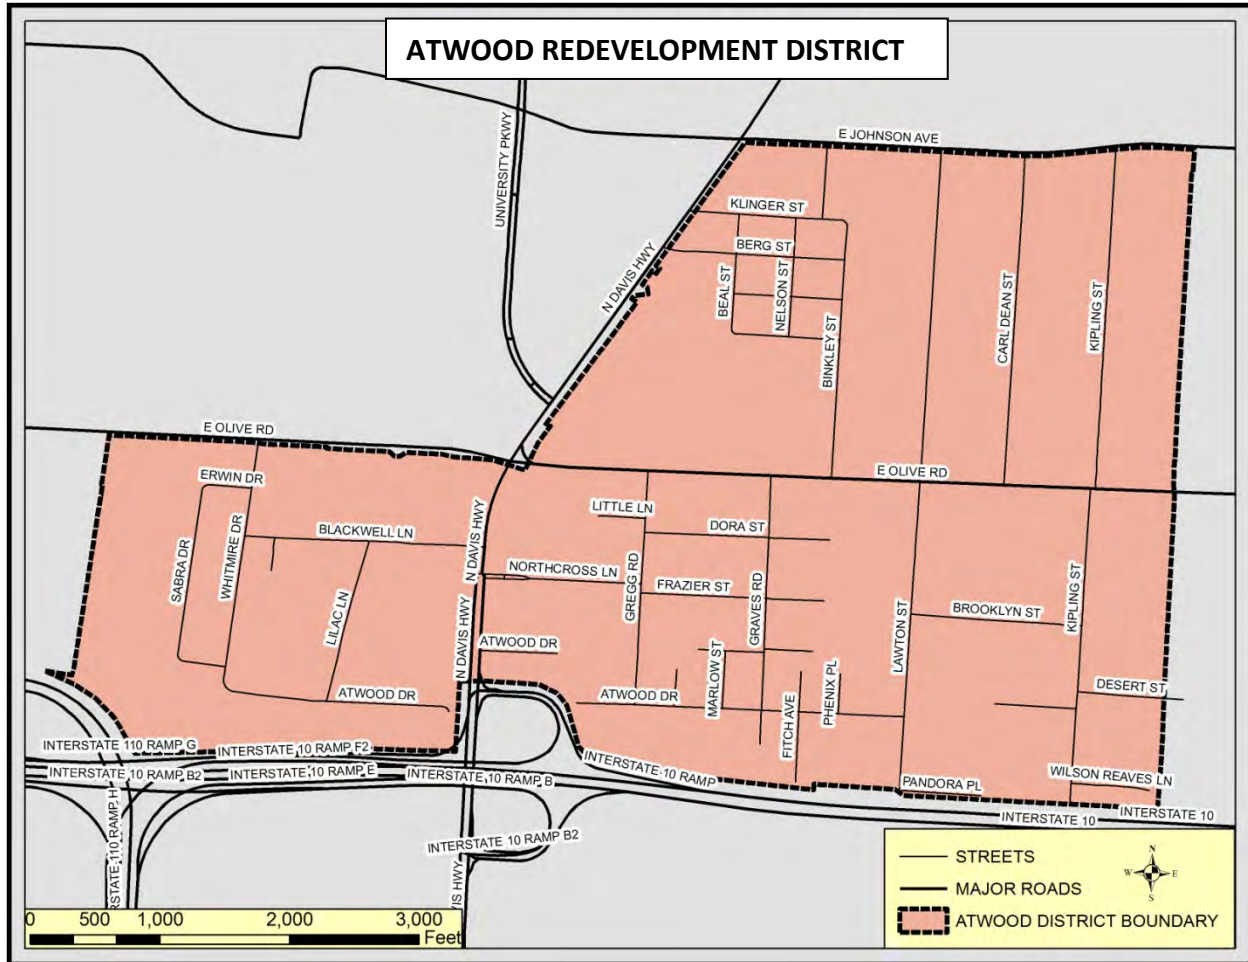 ATWOOD REDEVELOPMENT DISTRICT
E JOHNSON AVE
UNIVERSITY PKWY
KLINGER ST
BERG ST
N DAVIS HWY
BEAL ST
NELSON ST
BINKLEY ST
CARL DEAN ST
KIPLING ST
E OLIVE RD
E OLIVE RD
ERWIN DR
LITTLE LN
DORA ST
BLACKWELL LN
N DAVIS HWY
SABRA DR
WHITMIRE DR
LILAC LN
NORTHCROSS LN
GREGG RD
FRAZIER ST
GRAVES RD
LAWTON ST
BROOKLYN ST
KIPLING ST
N DAVIS HWY
ATWOOD DR
ATWOOD DR
ATWOOD DR
MARLOW ST
FITCH AVE
PHENIX PL
DESERT ST
INTERSTATE 110 RAMP G
INTERSTATE 10 RAMP F2
INTERSTATE 10 RAMP
INTERSTATE 10 RAMP B2
INTERSTATE 10 RAMP E
INTERSTATE 10 RAMP B
PANDORA PL
WILSON REAVES LN
INTERSTATE 10
INTERSTATE 10
RSTATE 110 RAMP H
INTERSTATE 10 RAMP B2
VIS HWY
STREETS
MAJOR ROADS
ATWOOD DISTRICT BOUNDARY
N
W E
S
0 500 1,000 2,000 3,000
Feet